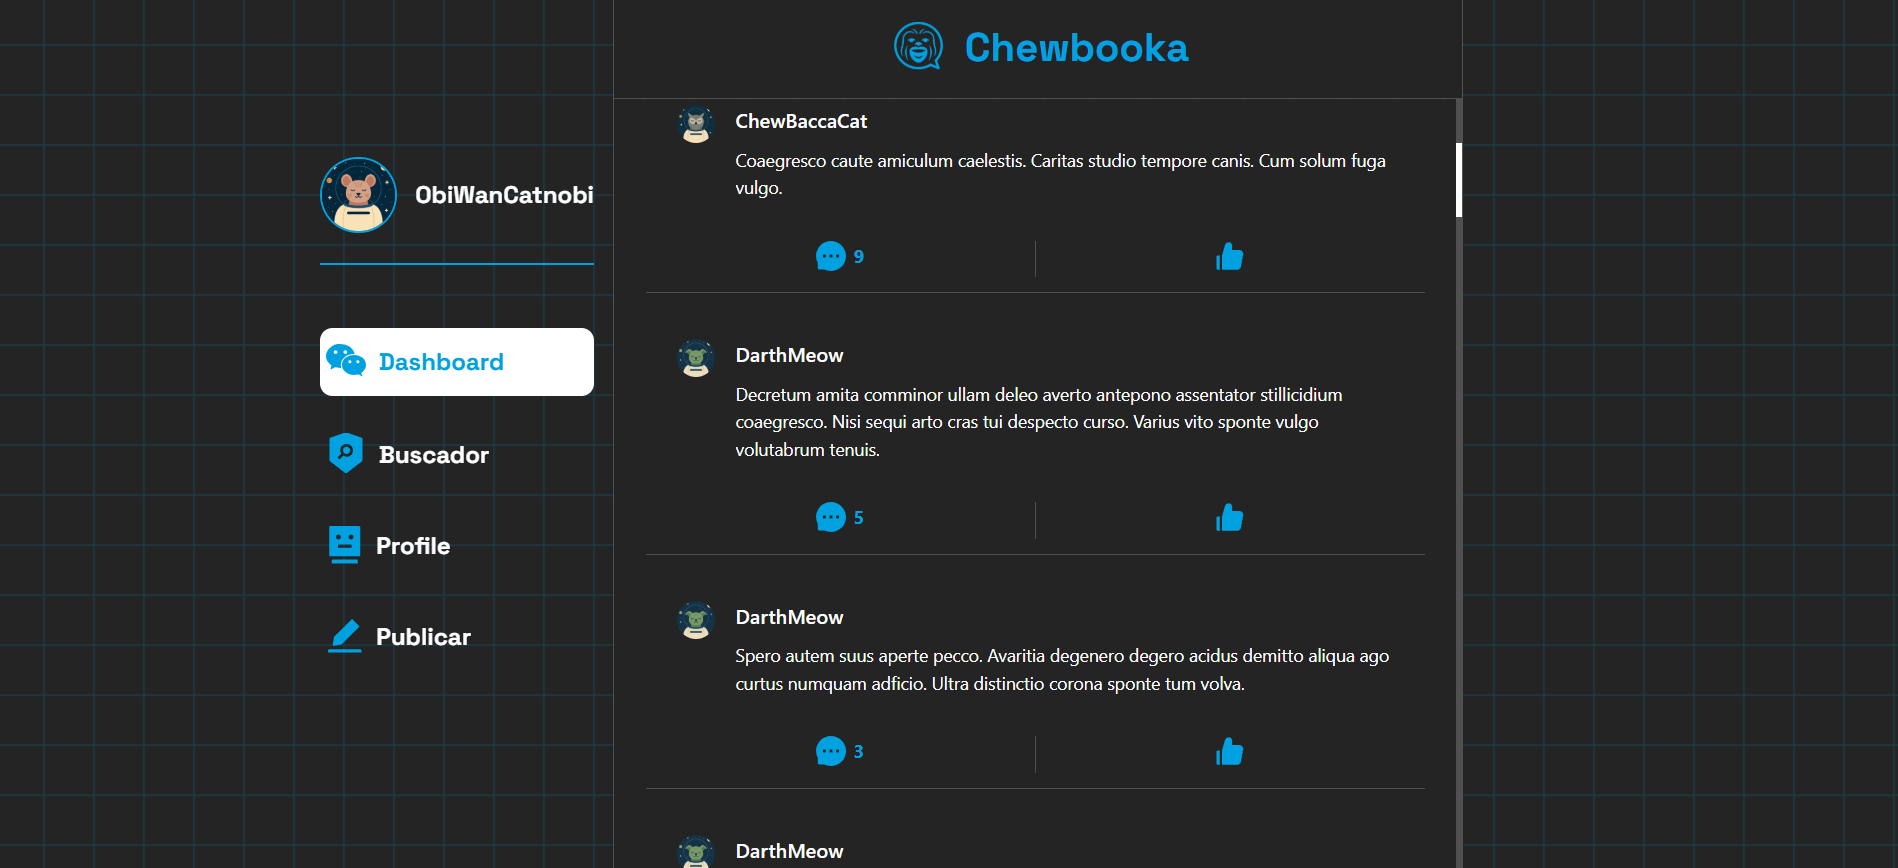 Chewbooka
ObiWanCatnobi
Dashboard
Buscador
Profile
Publicar
ChewBaccaCat
Coaegresco caute amiculum caelestis. Caritas studio tempore canis. Cum solum fuga
vulgo.
9
DarthMeow
Decretum amita comminor ullam deleo averto antepono assentator stillicidium
coaegresco. Nisi sequi arto cras tui despecto curso. Varius vito sponte vulgo
volutabrum tenuis.
5
DarthMeow
Spero autem suus aperte pecco. Avaritia degenero degero acidus demitto aliqua ago
curtus numquam adficio. Ultra distinctio corona sponte tum volva.
3
DarthMeow